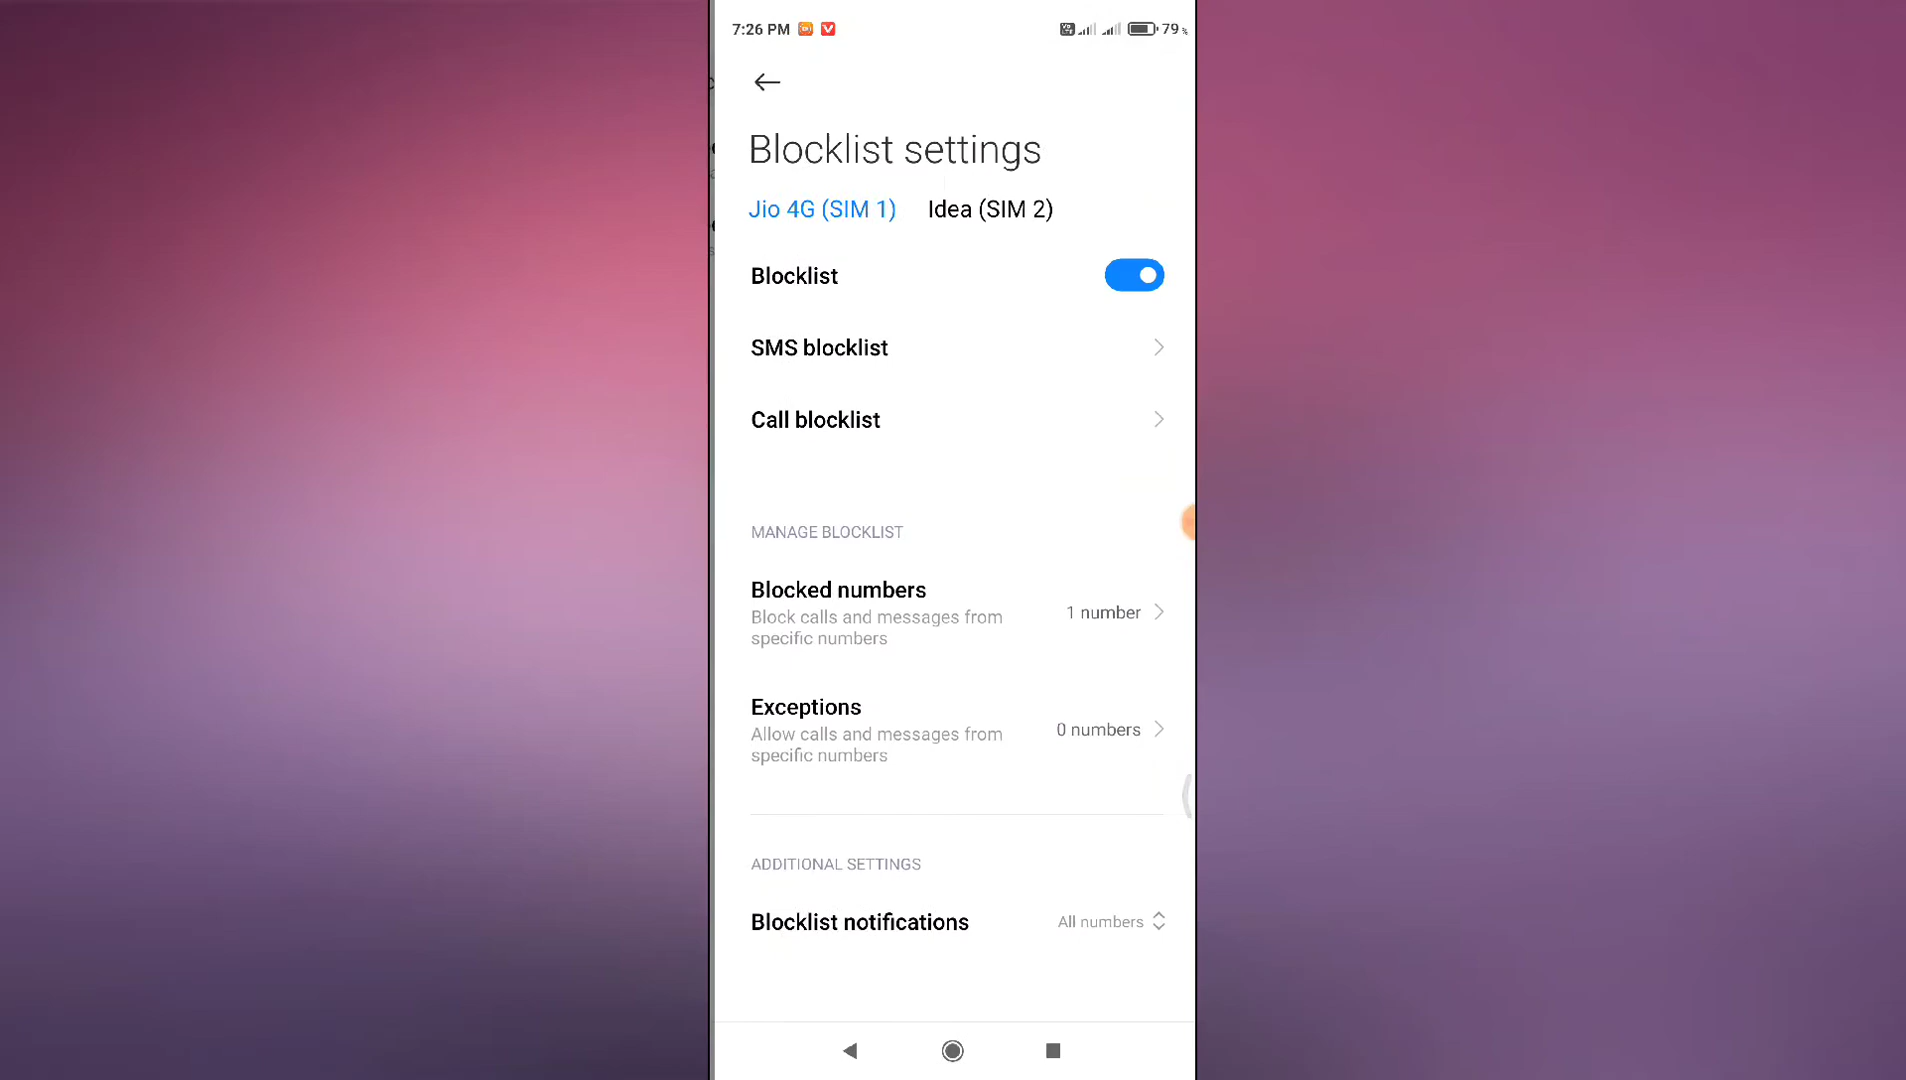 7:26 PM
79%
Blocklist settings
Jio 4G (SIM 1) Idea (SIM 2)
Blocklist
SMS blocklist
Call blocklist
MANAGE BLOCKLIST
Blocked numbers
Block calls and messages from
specific numbers
1 number
Exceptions
Allow calls and messages from
specific numbers
0 numbers
ADDITIONAL SETTINGS
Blocklist notifications
All numbers